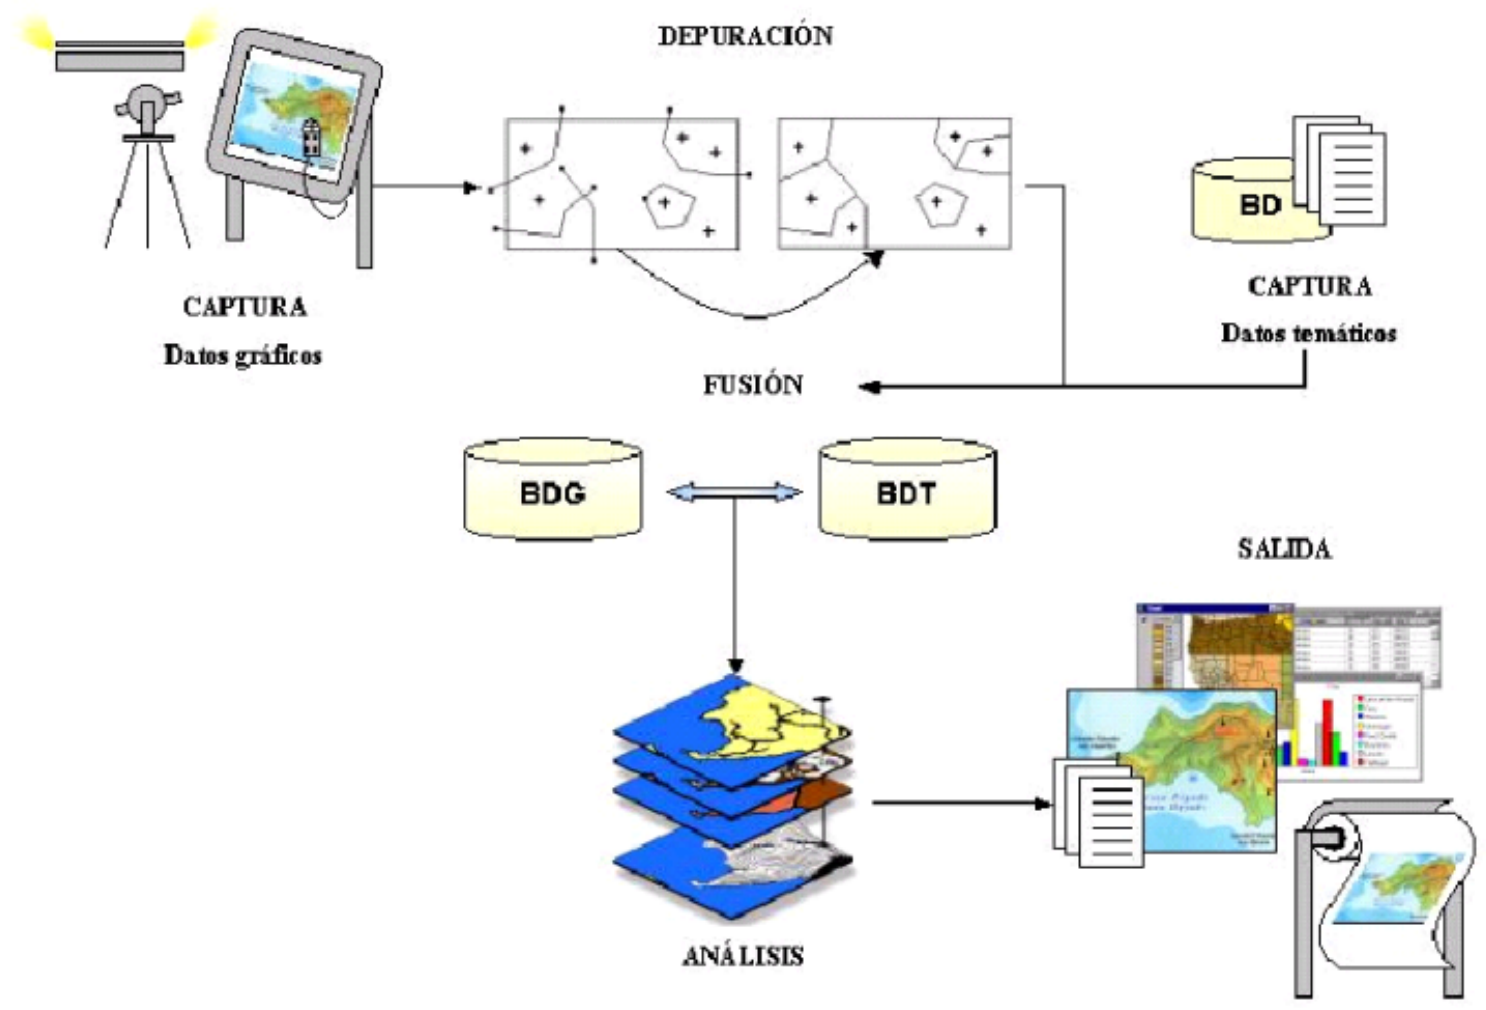 DEPURACIÓN
BD
CAPTURA
Datos gráficos
CAPTURA
Datos temáticos
FUSIÓN
BDG
BDT
SALIDA
ANÁLISIS